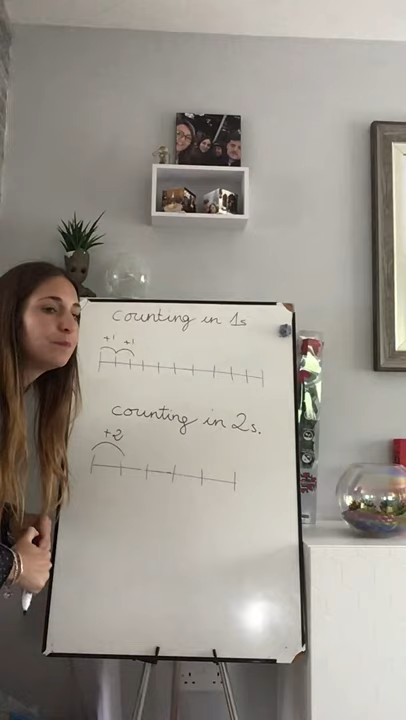 counting in 1s
+1 +1
counting in 2s.
+2